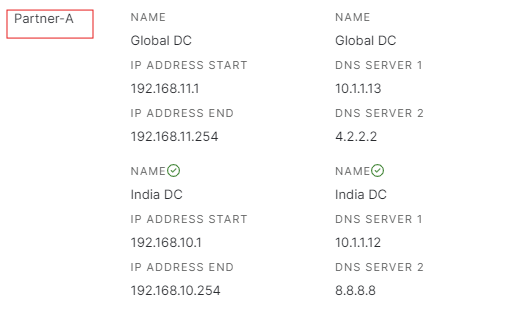 Partner-A
NAME
Global DC
IP ADDRESS START
192.168.11.1
IP ADDRESS END
192.168.11.254
NAME
India DC
IP ADDRESS START
192.168.10.1
IP ADDRESS END
192.168.10.254
NAME
Global DC
DNS SERVER 1
10.1.1.13
DNS SERVER 2
4.2.2.2
NAME
India DC
DNS SERVER 1
10.1.1.12
DNS SERVER 2
8.8.8.8